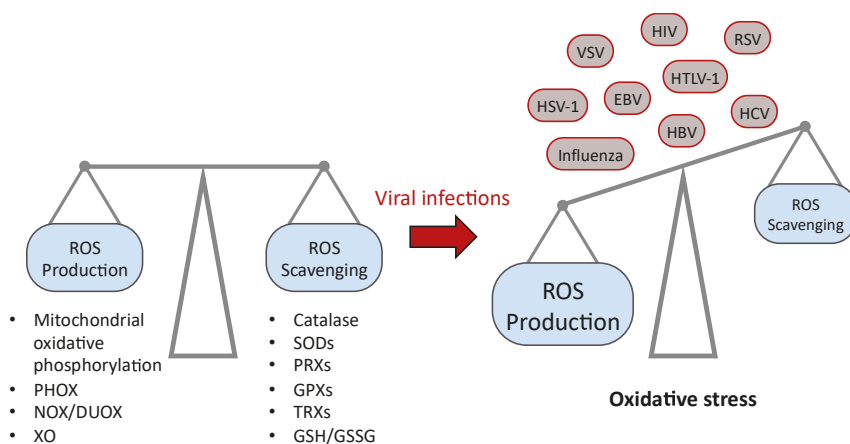 ROS
Production
ROS
Scavenging
• Mitochondrial
oxidative
phosphorylation
• PHOX
• NOX/DUOX
• XO
• Catalase
• SODs
• PRXs
• GPXs
• TRXs
• GSH/GSSG
Viral infections
HIV
RSV
VSV
HTLV-1
EBV
HSV-1
HCV
HBV
Influenza
ROS
Scavenging
ROS
Production
Oxidative stress